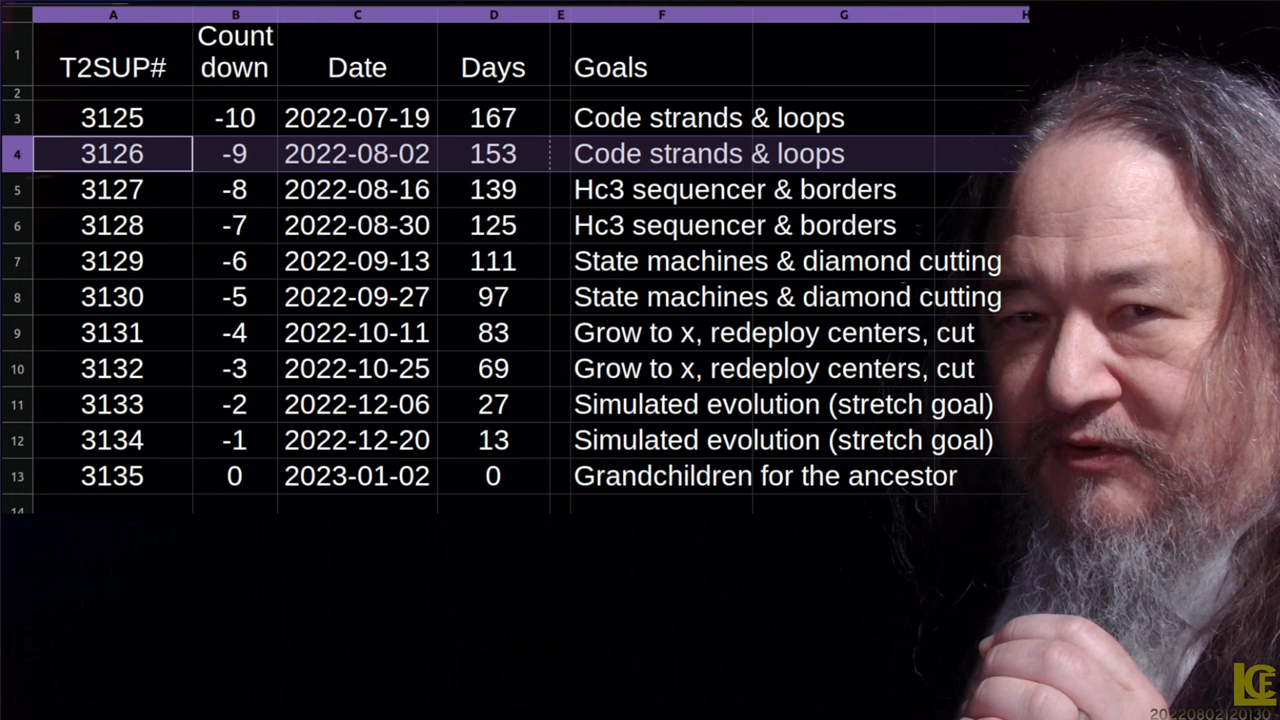 A B C D E F G H
1 T2SUP# Count down Date Days Goals
2
3 3125 -10 2022-07-19 167 Code strands & loops
4 3126 -9 2022-08-02 153 Code strands & loops
5 3127 -8 2022-08-16 139 Hc3 sequencer & borders
6 3128 -7 2022-08-30 125 Hc3 sequencer & borders
7 3129 -6 2022-09-13 111 State machines & diamond cutting
8 3130 -5 2022-09-27 97 State machines & diamond cutting
9 3131 -4 2022-10-11 83 Grow to x, redeploy centers, cut
10 3132 -3 2022-10-25 69 Grow to x, redeploy centers, cut
11 3133 -2 2022-12-06 27 Simulated evolution (stretch goal)
12 3134 -1 2022-12-20 13 Simulated evolution (stretch goal)
13 3135 0 2023-01-02 0 Grandchildren for the ancestor
14
202208022030